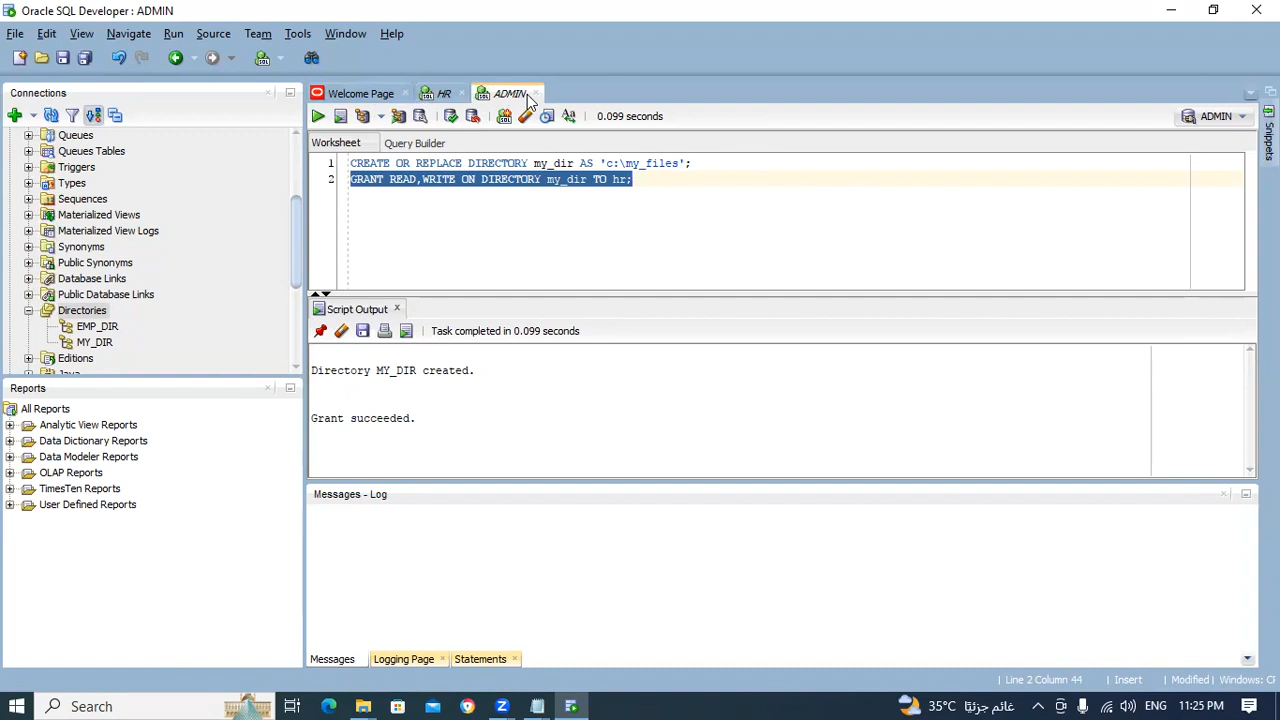 Oracle SQL Developer : ADMIN
File Edit View Navigate Run Source Team Tools Window Help
Connections
Queues
Queues Tables
Triggers
Types
Sequences
Materialized Views
Materialized View Logs
Synonyms
Public Synonyms
Database Links
Public Database Links
Directories
EMP_DIR
MY_DIR
Editions
Reports
All Reports
Analytic View Reports
Data Dictionary Reports
Data Modeler Reports
OLAP Reports
TimesTen Reports
User Defined Reports
Welcome Page HR ADMIN
0.099 seconds
ADMIN
Worksheet Query Builder
1 CREATE OR REPLACE DIRECTORY my_dir AS 'c:\my_files';
2 GRANT READ,WRITE ON DIRECTORY my_dir TO hr;
Script Output
Task completed in 0.099 seconds
Directory MY_DIR created.
Grant succeeded.
Messages - Log
Messages Logging Page Statements
Snippets
Line 2 Column 44 Insert Modified Windows: CF
Search
35°C غائم جزئيًا ENG 11:25 PM